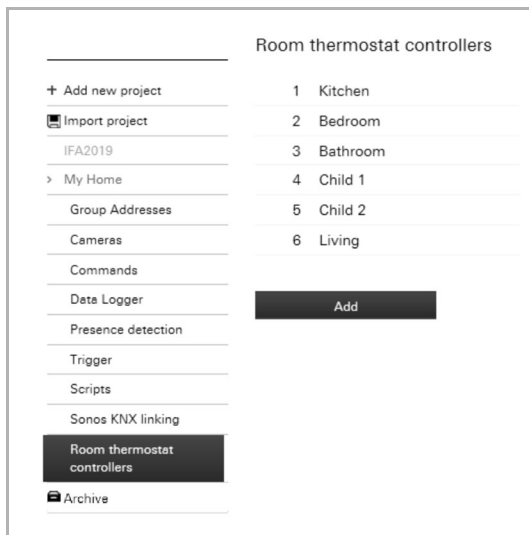 Room thermostat controllers
+ Add new project
Import project
IFA2019
> My Home
Group Addresses
Cameras
Commands
Data Logger
Presence detection
Trigger
Scripts
Sonos KNX linking
Room thermostat
controllers
Archive
1 Kitchen
2 Bedroom
3 Bathroom
4 Child 1
5 Child 2
6 Living
Add